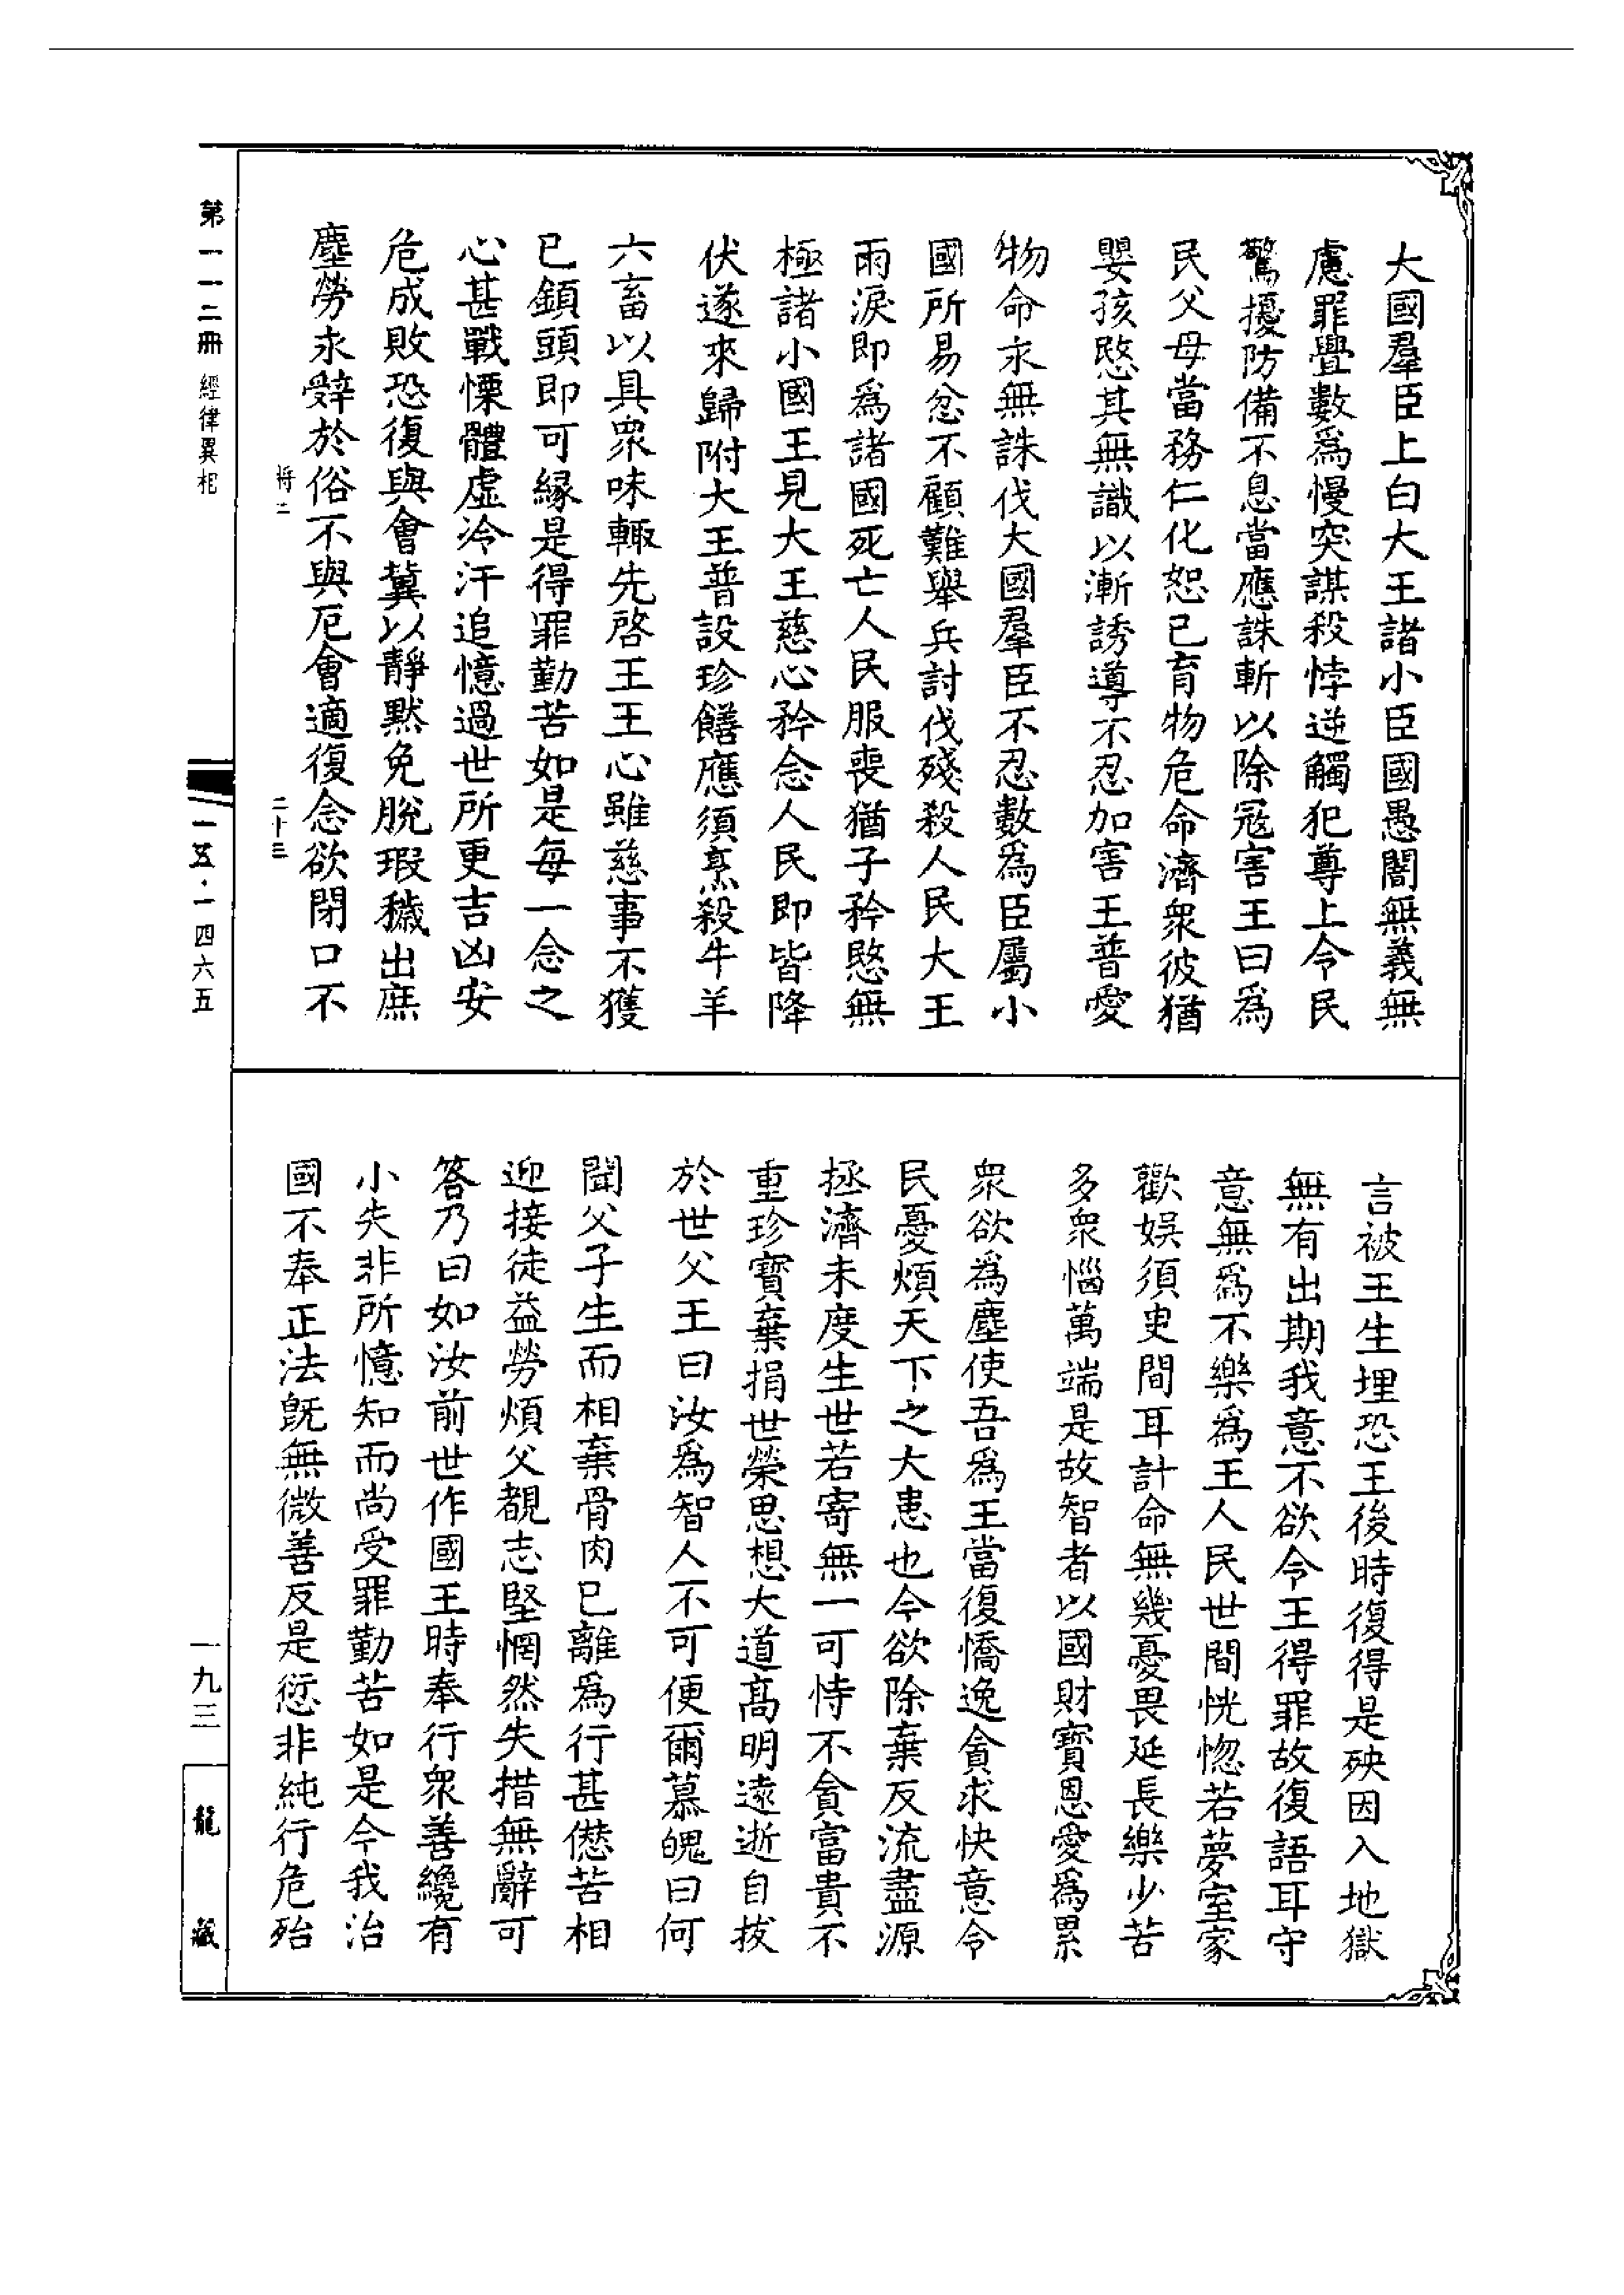 大國羣臣上白大王諸小臣國愚闇無義無
慮罪舋數爲慢突謀殺悖逆觸犯尊上令民
驚擾防備不息當應誅斬以除冦害王曰爲
民父母當務仁化恕已育物危命濟衆彼猶
嬰孩愍其無識以漸誘導不忍加害王普愛
物命永無誅伐大國羣臣不忍數爲臣屬小
國所易忿不顧難舉兵討伐殘殺人民大王
雨淚即爲諸國死亡人民服喪猶子矜愍無
極諸小國王見大王慈心矜念人民即皆降
伏遂來歸附大王普設珍饍應須烹殺牛羊
六畜以具衆味輙先啓王王心雖慈事不獲
已鎖頭即可緣是得罪勤苦如是每一念之
心甚戰慄體虛冷汗追憶過世所更吉凶安
危成敗恐復與會冀以靜默免脫瑕穢出庶
塵勞永辤於俗不與厄會適復念欲閉口不
言被王生埋恐王後時復得是殃因入地獄
無有出期我意不欲令王得罪故復語耳守
意無爲不樂爲王人民世間恍惚若夢室家
歡娛須臾間耳計命無幾憂畏延長樂少苦
多衆惱萬端是故智者以國財寳恩愛爲累
衆欲爲塵使吾爲王當復憍逸貪求快意令
民憂煩天下之大患也今欲除棄反流盡源
拯濟未度生世若寄無一可恃不貪富貴不
重珍寳棄捐世榮思想大道高明遠逝自拔
於世父王曰汝爲智人不可便爾慕魄曰何
聞父子生而相棄骨肉已離爲行甚僁苦相
迎接徒益勞煩父覩志堅惘然失措無辭可
答乃曰如汝前世作國王時奉行衆善纔有
小失非所憶知而尚受罪勤苦如是今我治
國不奉正法旣無微善反是愆非純行危殆
將二
二十三
第一一二冊 經律異相
一五·一四六五
一九三
龍藏